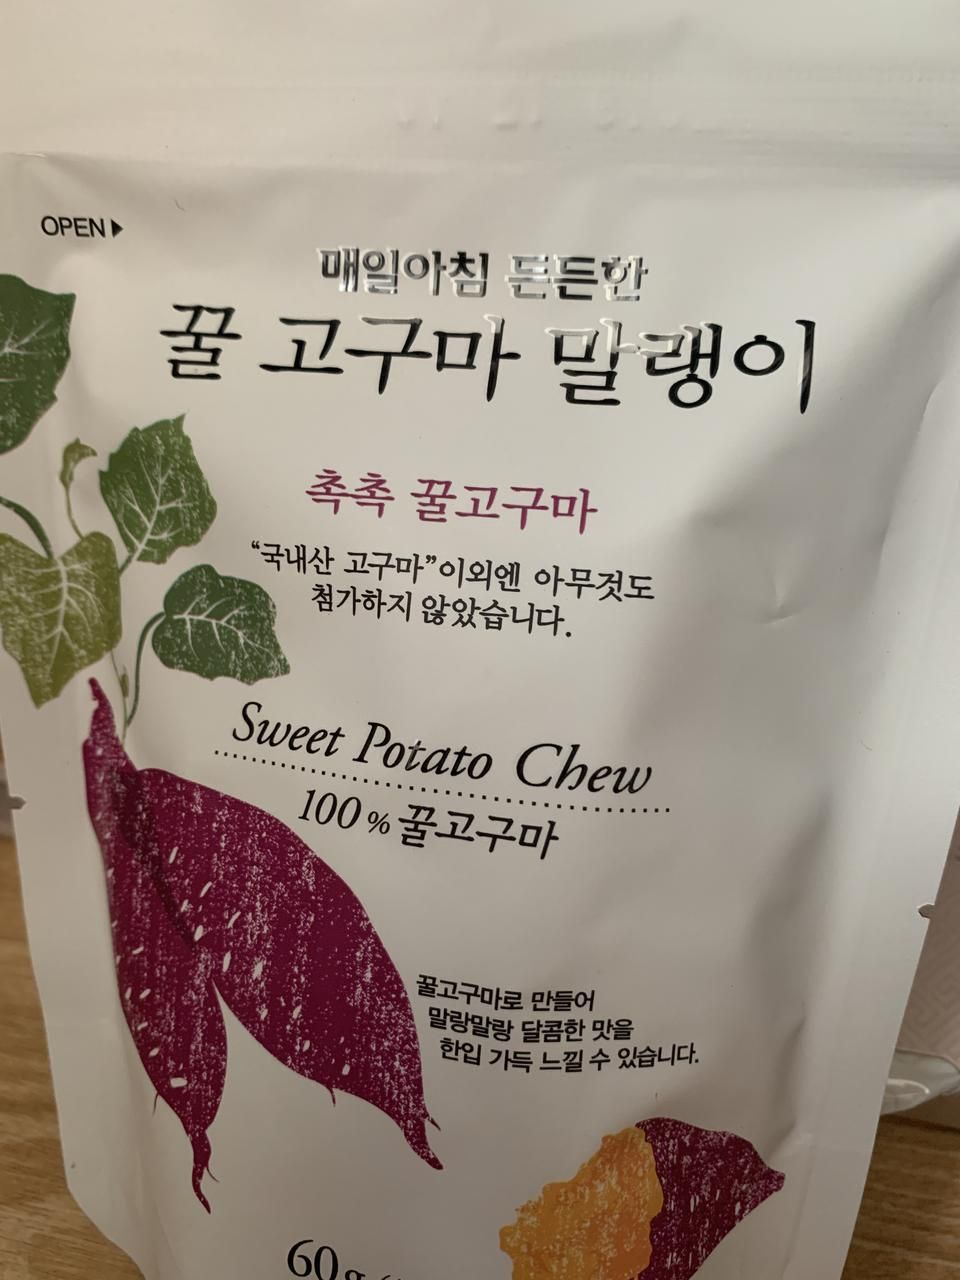 OPEN▶
매일아침 든든한
꿀 고구마 말랭이
촉촉 꿀고구마
“국내산 고구마”이외엔 아무것도
첨가하지 않았습니다.
Sweet Potato Chew
100 % 꿀고구마
꿀고구마로 만들어
말랑말랑 달콤한 맛을
한입 가득 느낄 수 있습니다.
60g